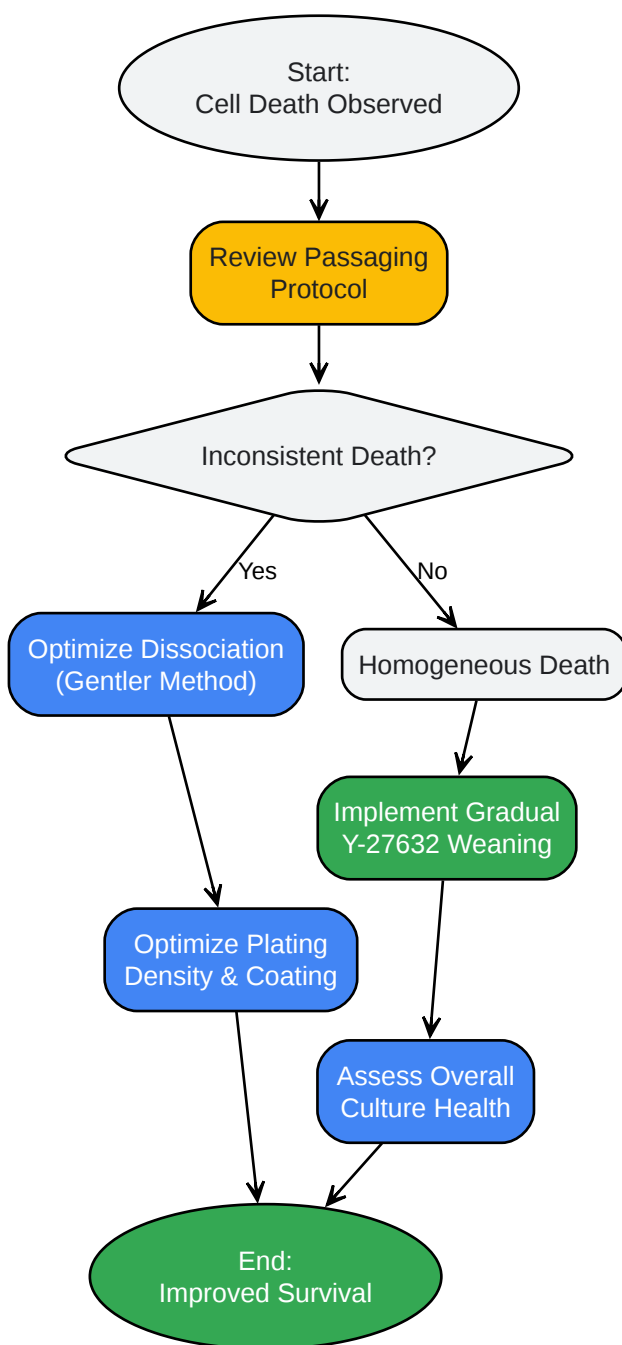 Start:
Cell Death Observed
Review Passaging
Protocol
Inconsistent Death?
Yes
No
Optimize Dissociation
(Gentler Method)
Homogeneous Death
Implement Gradual
Y-27632 Weaning
Optimize Plating
Density & Coating
Assess Overall
Culture Health
End:
Improved Survival